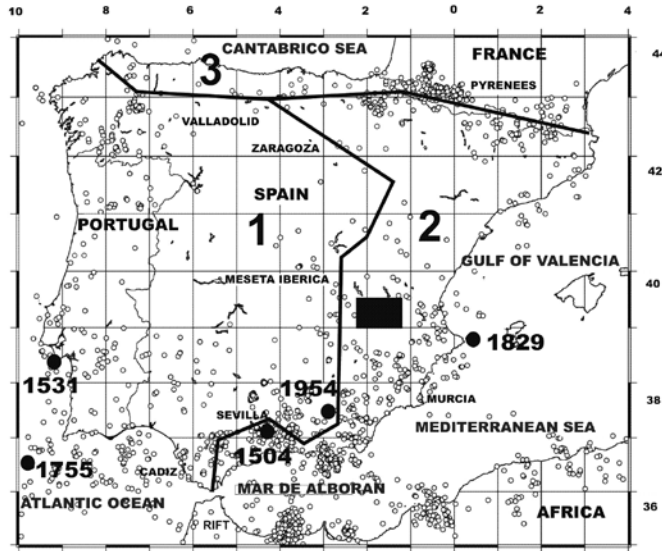 10 8 6 4 2 0 2 4
44
3
CANTABRICO SEA
FRANCE
PYRENEES
VALLADOLID
ZARAGOZA
42
SPAIN
PORTUGAL
1
2
GULF OF VALENCIA
MESETA IBERICA
40
1829
1531
1954
38
SEVILLA
MURCIA
1504
MEDITERRANEAN SEA
1755
CADIZ
MAR DE ALBORAN
ATLANTIC OCEAN
36
RIFT
AFRICA